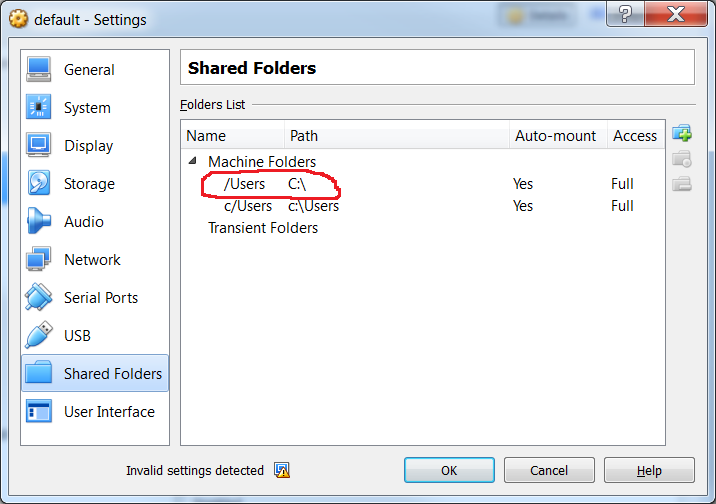 default - Settings
General
System
Display
Storage
Audio
Network
Serial Ports
USB
Shared Folders
User Interface
Shared Folders
Folders List
Name Path Auto-mount Access
Machine Folders
/Users C:\ Yes Full
c/Users c:\Users Yes Full
Transient Folders
Invalid settings detected
OK Cancel Help